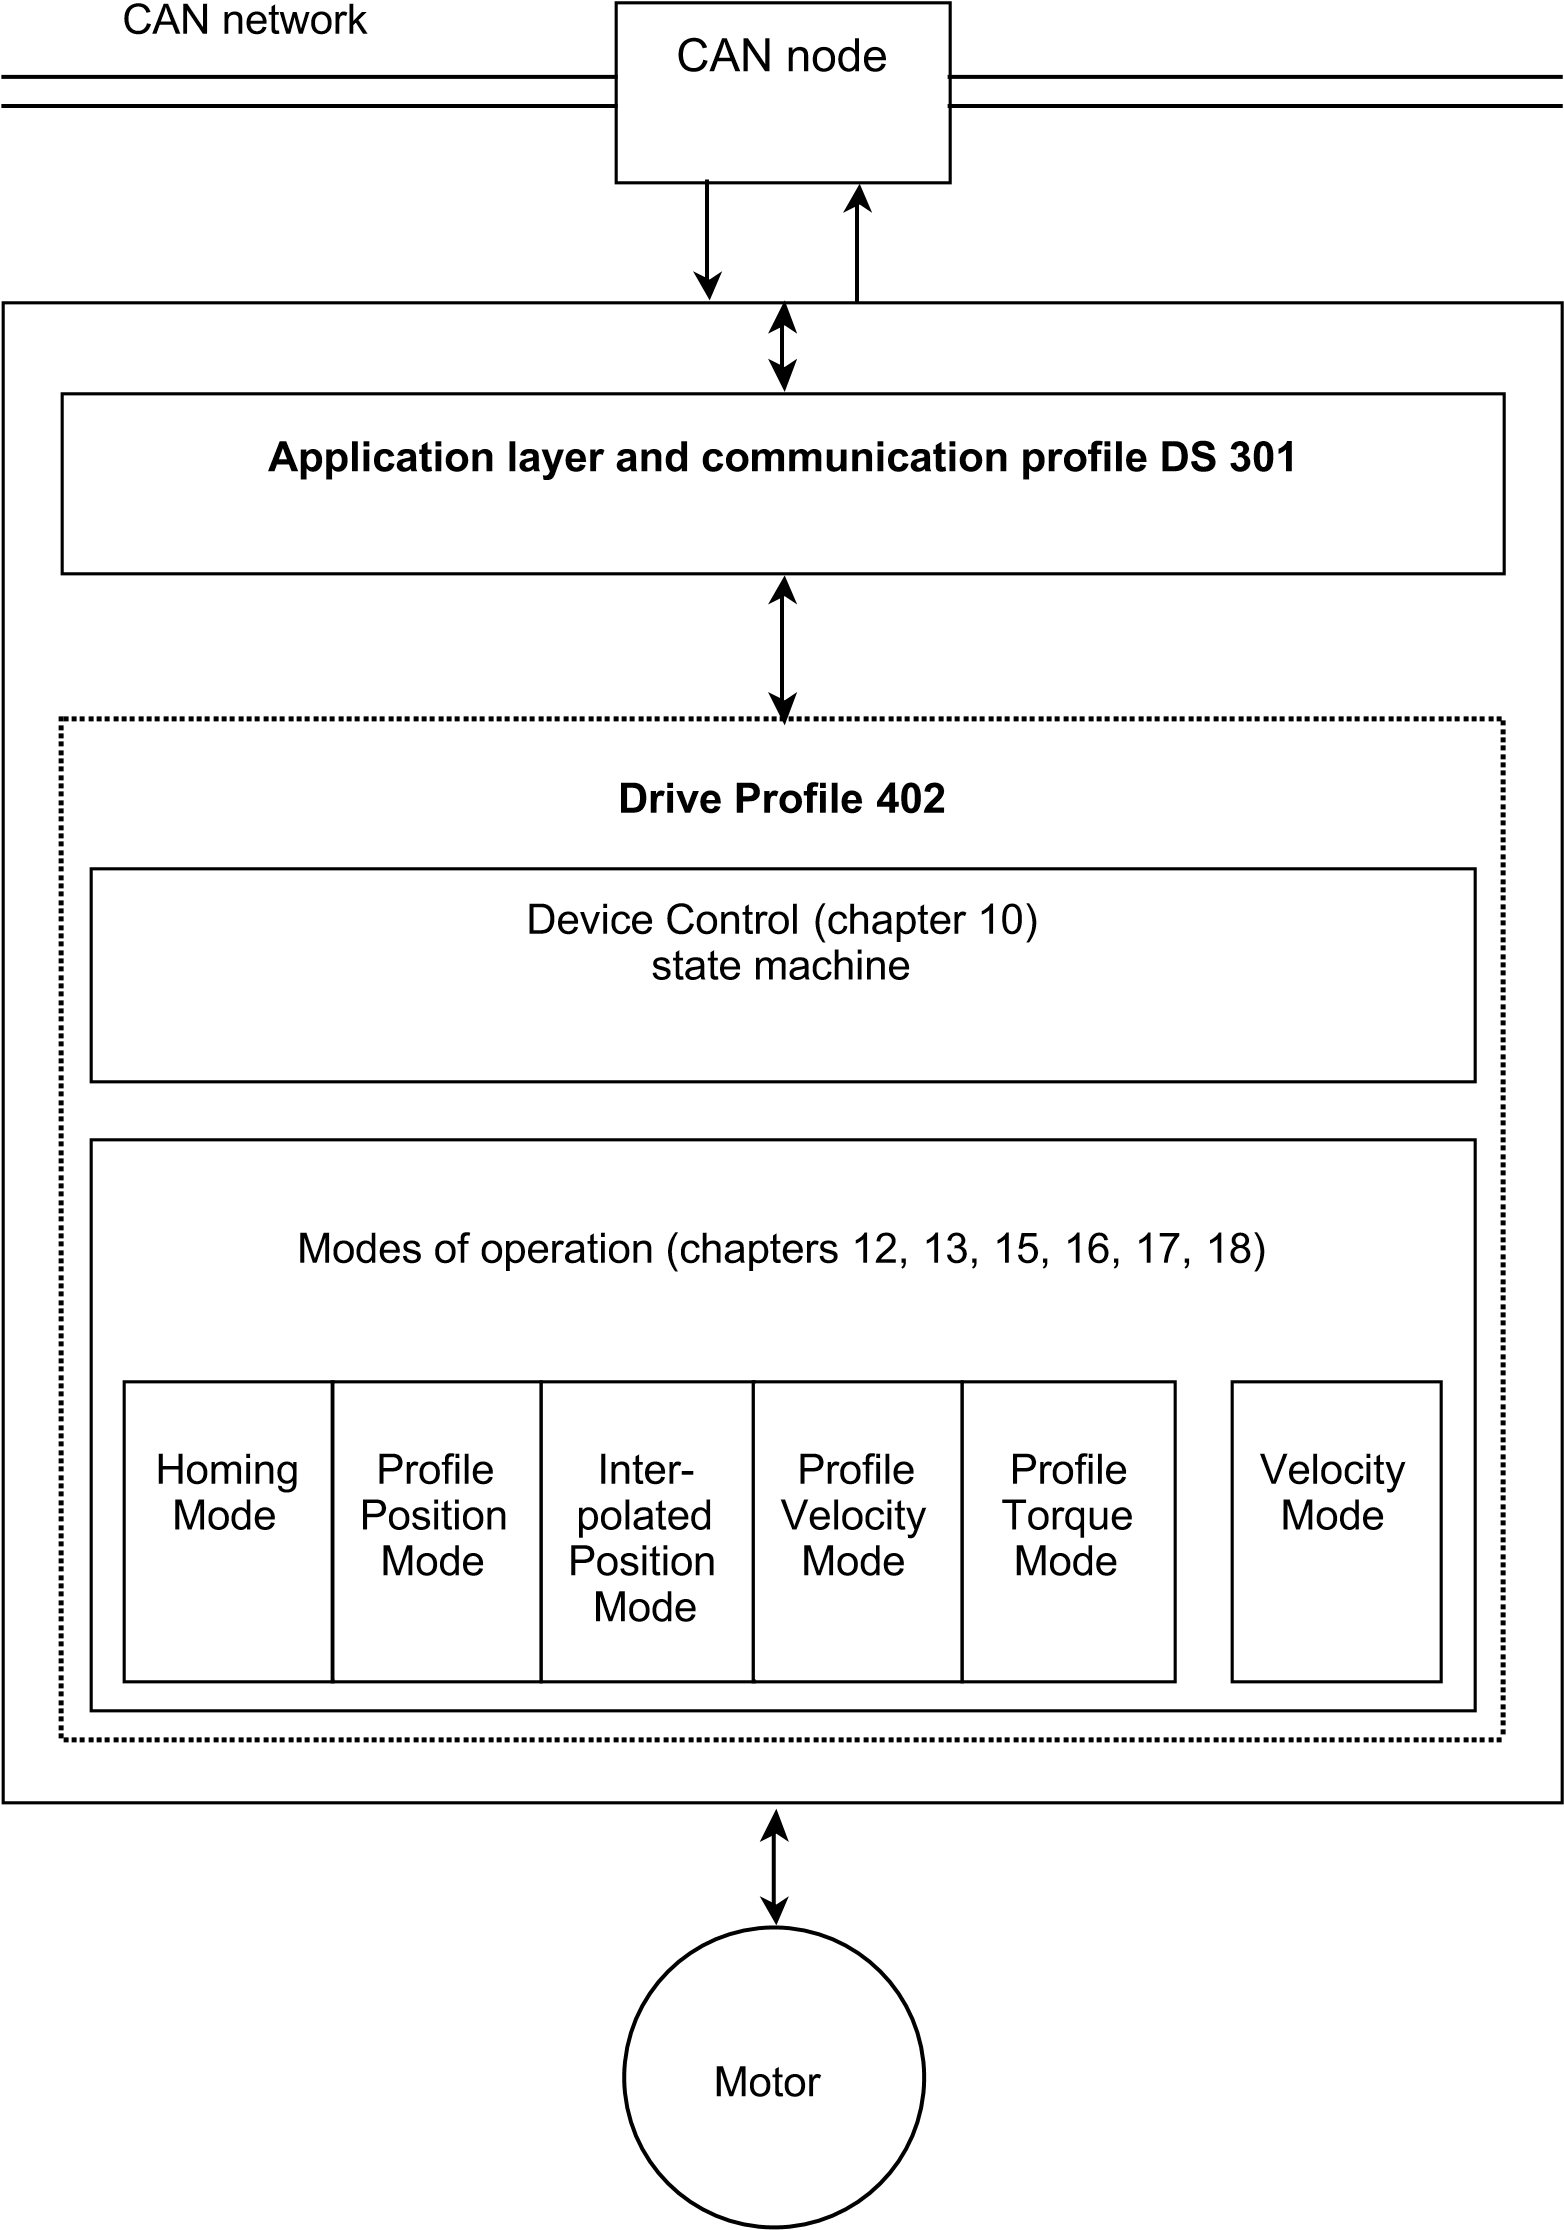 CAN network
CAN node
Application layer and communication profile DS 301
Drive Profile 402
Device Control (chapter 10)
state machine
Modes of operation (chapters 12, 13, 15, 16, 17, 18)
Homing
Mode
Profile
Position
Mode
Inter-
polated
Position
Mode
Profile
Velocity
Mode
Profile
Torque
Mode
Velocity
Mode
Motor